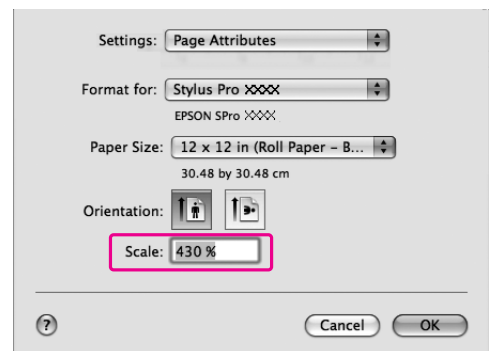 Settings: Page Attributes
Format for: Stylus Pro XXXX
EPSON SPro XXXX
Paper Size: 12 x 12 in (Roll Paper – B...
30.48 by 30.48 cm
Orientation:
Scale: 430 %
? Cancel OK